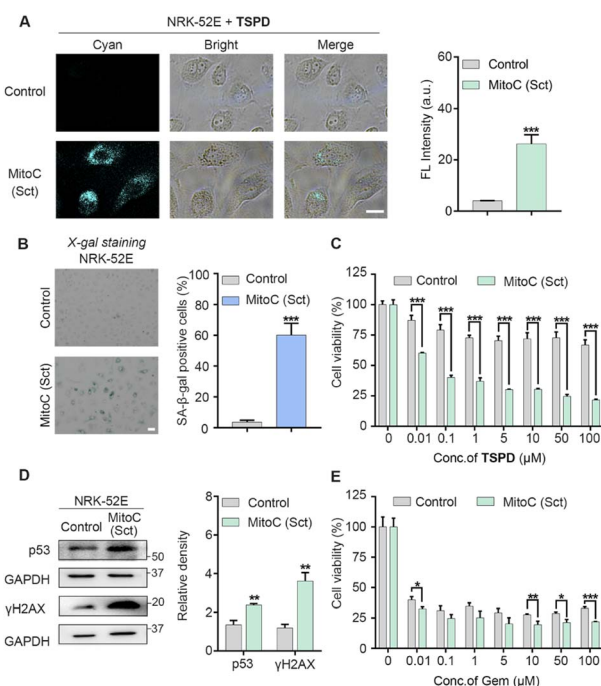 A
NRK-52E + TSPD
Cyan
Bright
Merge
Control
MitoC
(Sct)
FL Intensity (a.u.)
60
40
20
0
Control
MitoC (Sct)
***
B
X-gal staining
NRK-52E
Control
MitoC (Sct)
SA-β-gal positive cells (%)
100
80
60
40
20
0
Control
MitoC (Sct)
***
C
Control
MitoC (Sct)
Cell viability (%)
125
100
75
50
25
0
*** *** *** *** *** *** ***
0 0.01 0.1 1 5 10 50 100
Conc.of TSPD (μM)
D
NRK-52E
Control
MitoC
(Sct)
p53
50
GAPDH
37
γH2AX
20
GAPDH
37
Relative density
8
6
4
2
0
Control
MitoC (Sct)
** **
p53 γH2AX
E
Control
MitoC (Sct)
Cell viability (%)
125
100
75
50
25
0
* ** * ***
0 0.01 0.1 1 5 10 50 100
Conc.of Gem (μM)